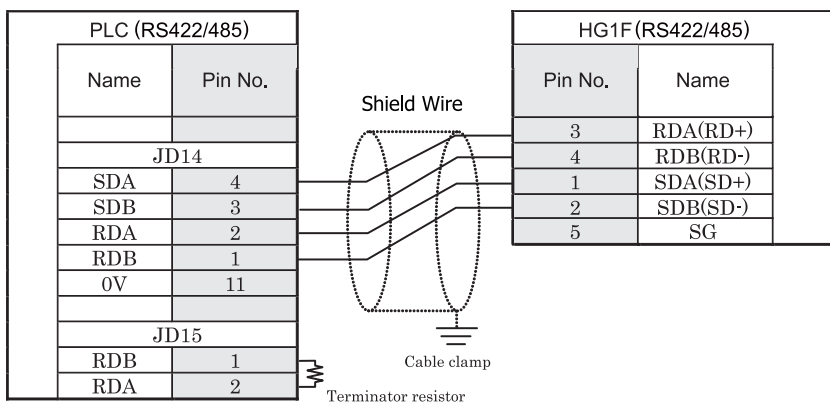 PLC (RS422/485)
Name Pin No.
JD14
SDA 4
SDB 3
RDA 2
RDB 1
0V 11
JD15
RDB 1
RDA 2
Terminator resistor
Shield Wire
Cable clamp
HG1F(RS422/485)
Pin No. Name
3 RDA(RD+)
4 RDB(RD-)
1 SDA(SD+)
2 SDB(SD-)
5 SG